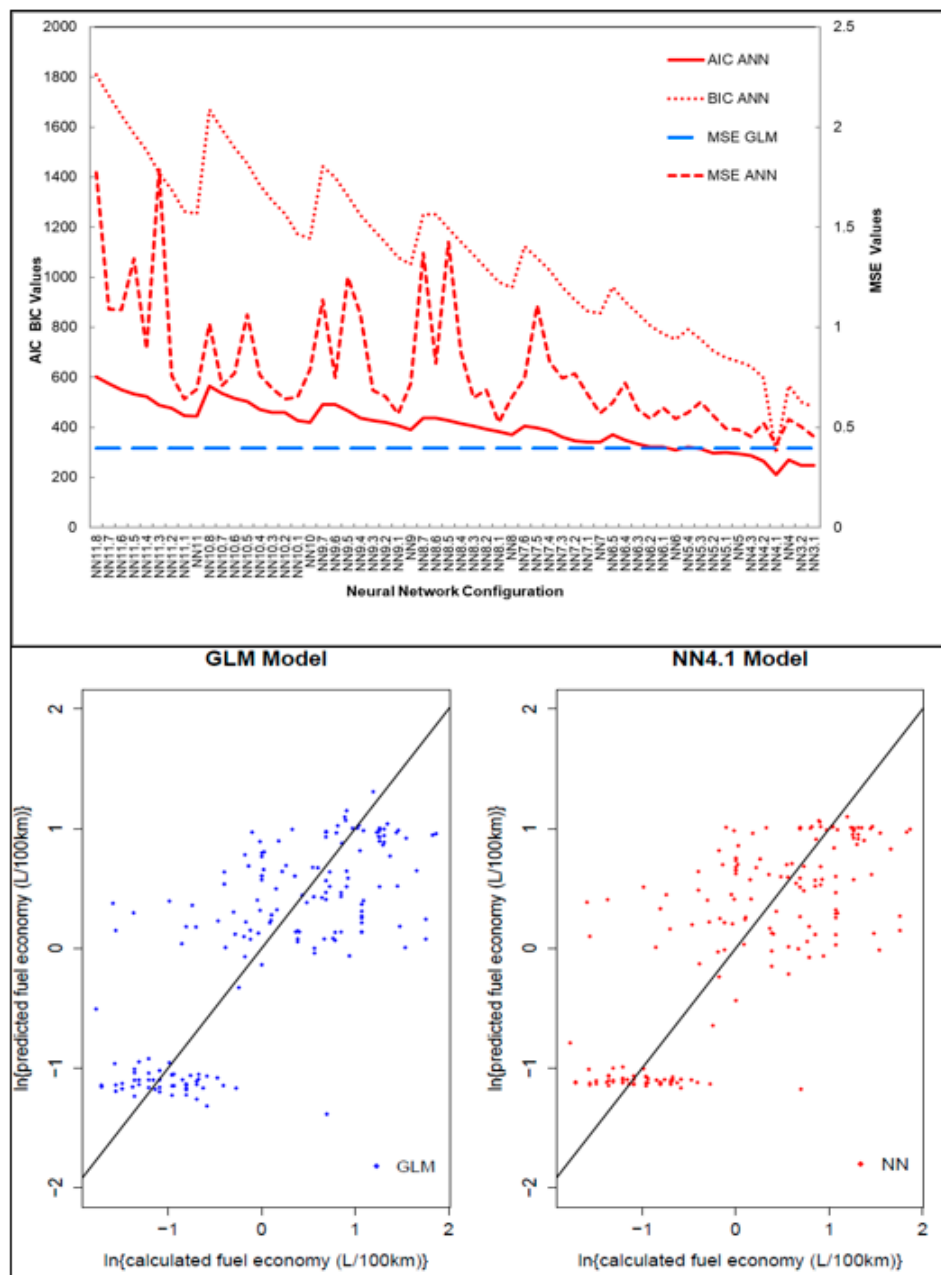 2000
1800
1600
1400
1200
1000
800
600
400
200
0
AIC BIC Values
2.5
2
1.5
1
0.5
0
MSE Values
AIC ANN
BIC ANN
MSE GLM
MSE ANN
NN11.8
NN11.7
NN11.6
NN11.5
NN11.4
NN11.3
NN11.2
NN11.1
NN11
NN10.8
NN10.7
NN10.6
NN10.5
NN10.4
NN10.3
NN10.2
NN10.1
NN10
NN9.7
NN9.6
NN9.5
NN9.4
NN9.3
NN9.2
NN9.1
NN9
NN8.7
NN8.6
NN8.5
NN8.4
NN8.3
NN8.2
NN8.1
NN8
NN7.6
NN7.5
NN7.4
NN7.3
NN7.2
NN7.1
NN7
NN6.5
NN6.4
NN6.3
NN6.2
NN6.1
NN6
NN5.4
NN5.3
NN5.2
NN5.1
NN5
NN4.3
NN4.2
NN4.1
NN4
NN3.2
NN3.1
Neural Network Configuration
GLM Model
ln{predicted fuel economy (L/100km)}
2
1
0
−1
−2
GLM
−1 0 1 2
ln{calculated fuel economy (L/100km)}
NN4.1 Model
ln{predicted fuel economy (L/100km)}
2
1
0
−1
−2
NN
−1 0 1 2
ln{calculated fuel economy (L/100km)}